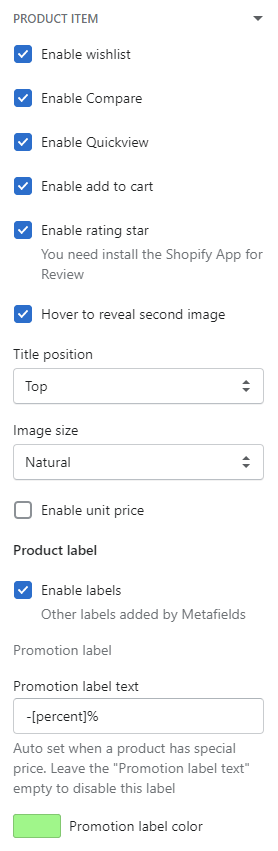 PRODUCT ITEM
Enable wishlist
Enable Compare
Enable Quickview
Enable add to cart
Enable rating star
You need install the Shopify App for
Review
Hover to reveal second image
Title position
Top
Image size
Natural
Enable unit price
Product label
Enable labels
Other labels added by Metafields
Promotion label
Promotion label text
-[percent]%
Auto set when a product has special
price. Leave the "Promotion label text"
empty to disable this label
Promotion label color